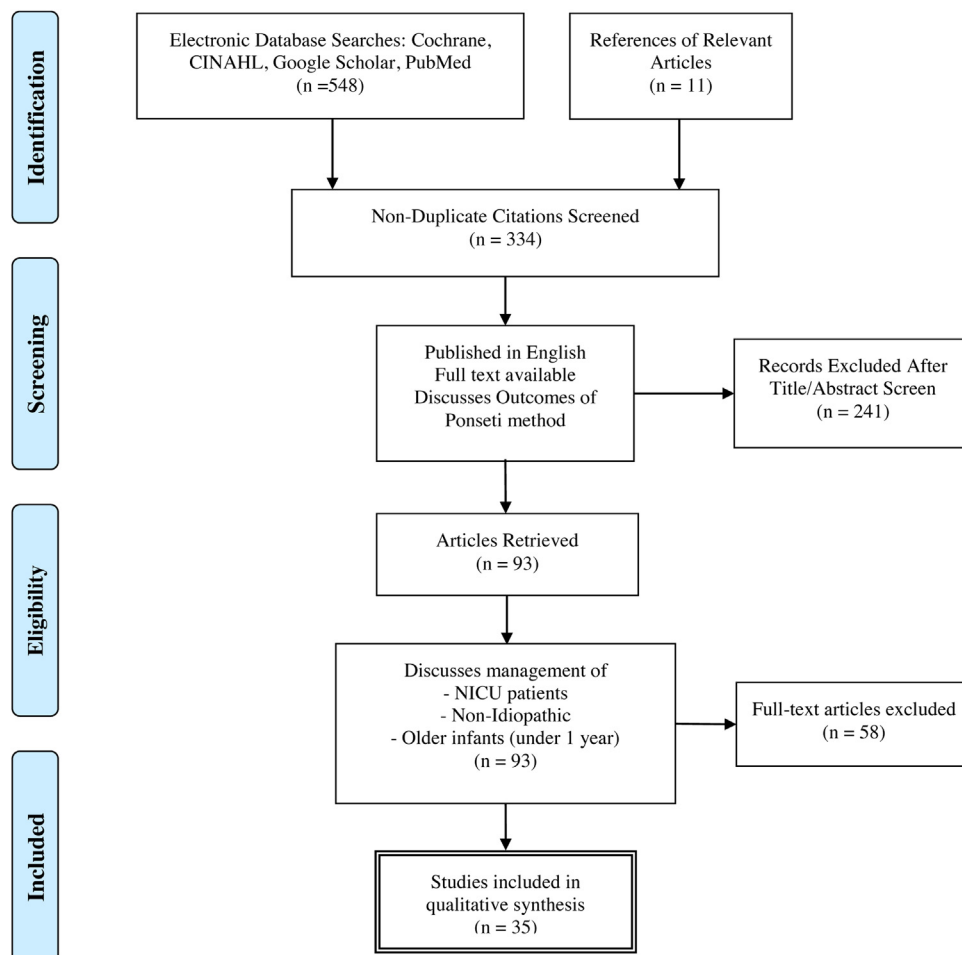 Identification
Electronic Database Searches: Cochrane,
CINAHL, Google Scholar, PubMed
(n =548)
References of Relevant
Articles
(n = 11)
Non-Duplicate Citations Screened
(n = 334)
Screening
Published in English
Full text available
Discusses Outcomes of
Ponseti method
Records Excluded After
Title/Abstract Screen
(n = 241)
Eligibility
Articles Retrieved
(n = 93)
Discusses management of
- NICU patients
- Non-Idiopathic
- Older infants (under 1 year)
(n = 93)
Full-text articles excluded
(n = 58)
Included
Studies included in
qualitative synthesis
(n = 35)